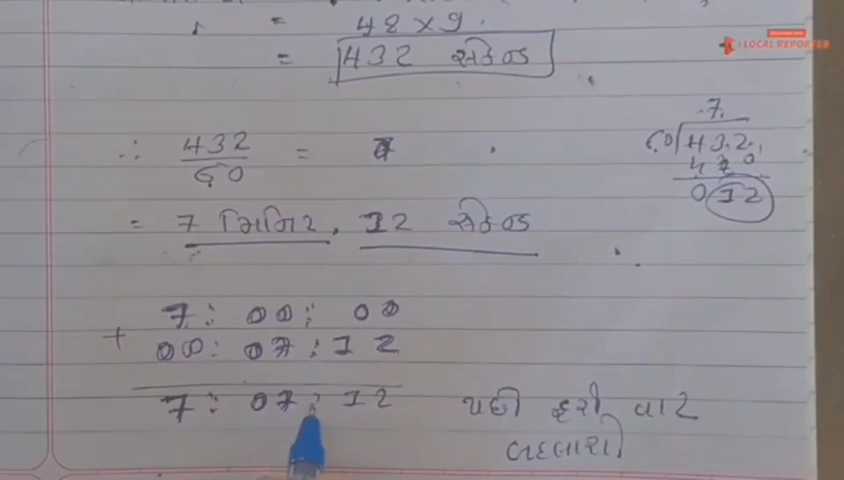 = 48 x 9
= 432 સેકન્ડ
LOCAL REPORTER
∴ 432/60 = 7
7
60) 432
420
012
= 7 મિનિટ, 12 સેકન્ડ
7 : 00 : 00
+ 00 : 07 : 12
7 : 07 : 12
પછી ફરી વાર
બદલાશે